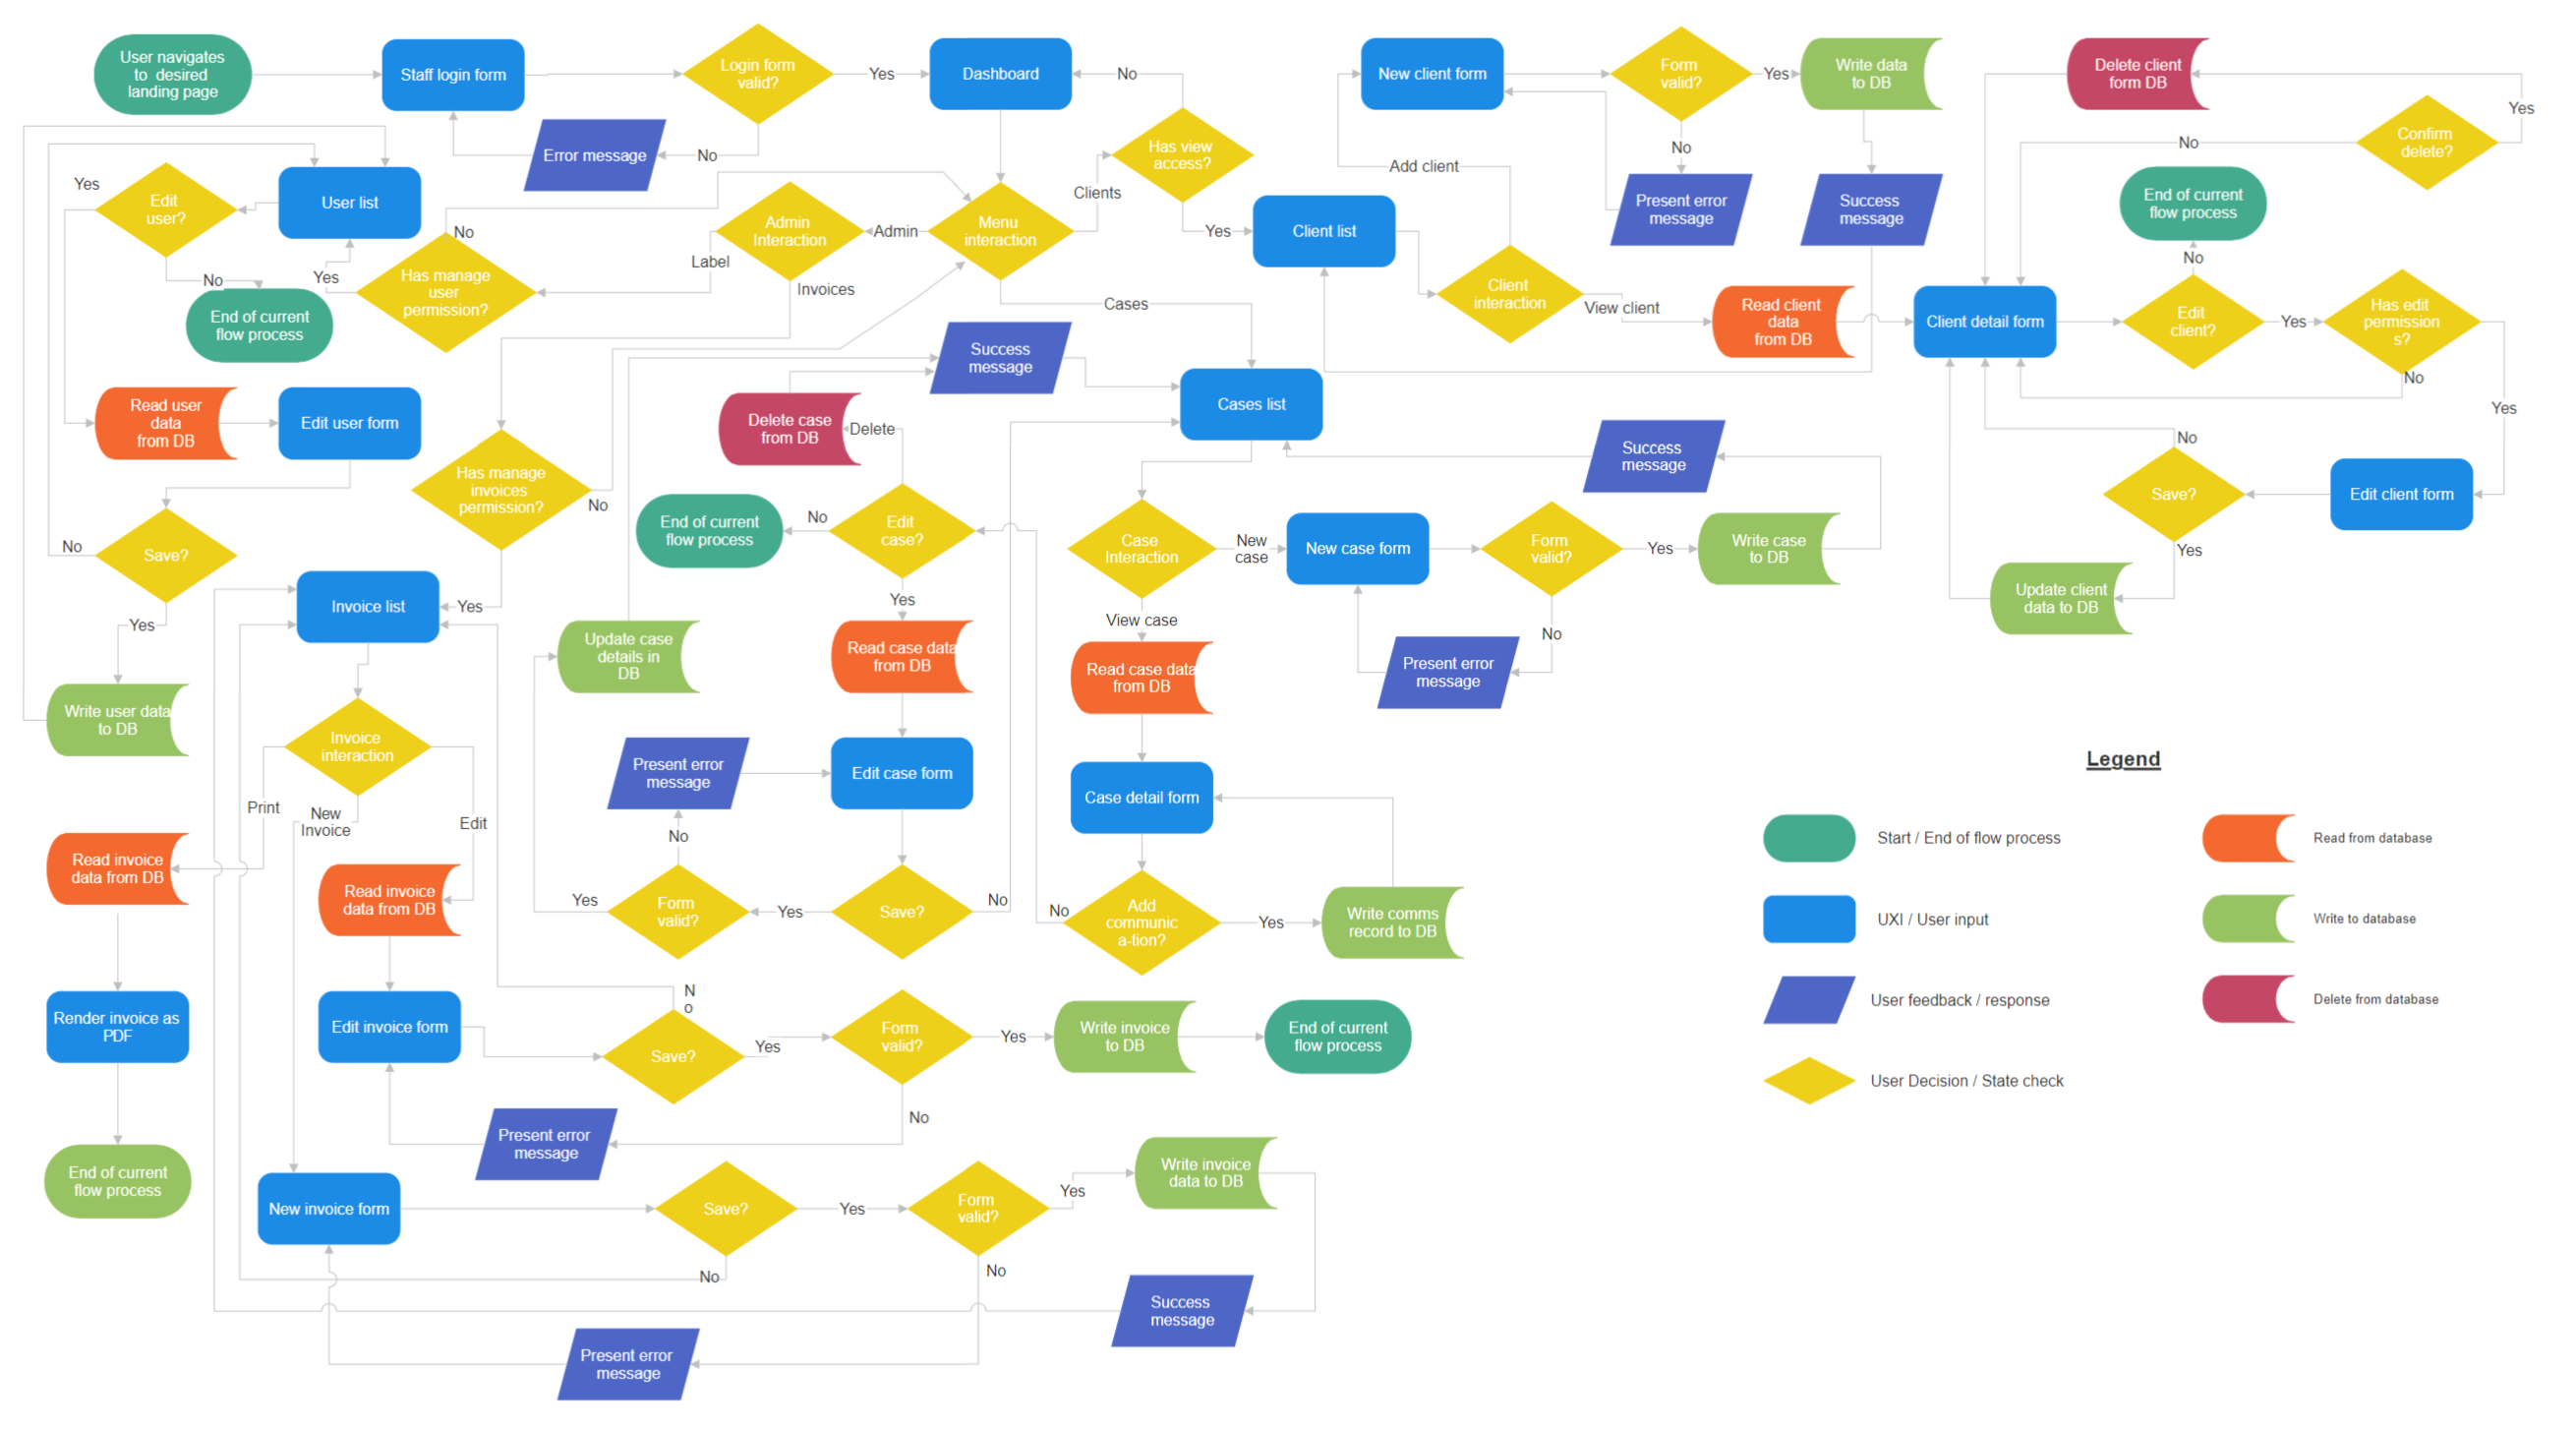 User navigates
to  desired
landing page
Staff login form
Login form
valid?
Yes
Dashboard
No
New client form
Form
valid?
Yes
Write data
to DB
Delete client
form DB
Yes
Confirm
delete?
No
Error message
No
Has view
access?
Add client
No
Clients
Yes
Edit
user?
User list
No
Admin
Interaction
Admin
Menu
interaction
Yes
Client list
Present error
message
Success
message
End of current
flow process
No
Label
Has manage
user
permission?
Yes
No
End of current
flow process
Invoices
Cases
Client
interaction
View client
Read client
data
from DB
Client detail form
Edit
client?
Yes
Has edit
permission
s?
No
Yes
Success
message
Cases list
Read user
data
from DB
Edit user form
Delete case
from DB
Delete
Has manage
invoices
permission?
No
Success
message
No
Save?
Edit client form
Yes
End of current
flow process
No
Edit
case?
Case
Interaction
New
case
New case form
Form
valid?
Yes
Write case
to DB
No
Save?
Yes
Invoice list
Yes
Yes
View case
No
Update client
data to DB
Update case
details in
DB
Read case data
from DB
Read case data
from DB
Present error
message
Write user data
to DB
Invoice
interaction
Present error
message
Edit case form
Case detail form
Legend
Print
New
Invoice
Edit
No
Start / End of flow process
Read from database
Read invoice
data from DB
Read invoice
data from DB
Yes
Form
valid?
Yes
Save?
No
No
Add
communic
a-tion?
Yes
Write comms
record to DB
UXI / User input
Write to database
User feedback / response
Delete from database
User Decision / State check
Render invoice as
PDF
Edit invoice form
N
o
Save?
Yes
Form
valid?
Yes
Write invoice
to DB
End of current
flow process
No
Present error
message
End of current
flow process
New invoice form
Save?
Yes
Form
valid?
Yes
Write invoice
data to DB
No
No
Success
message
Present error
message